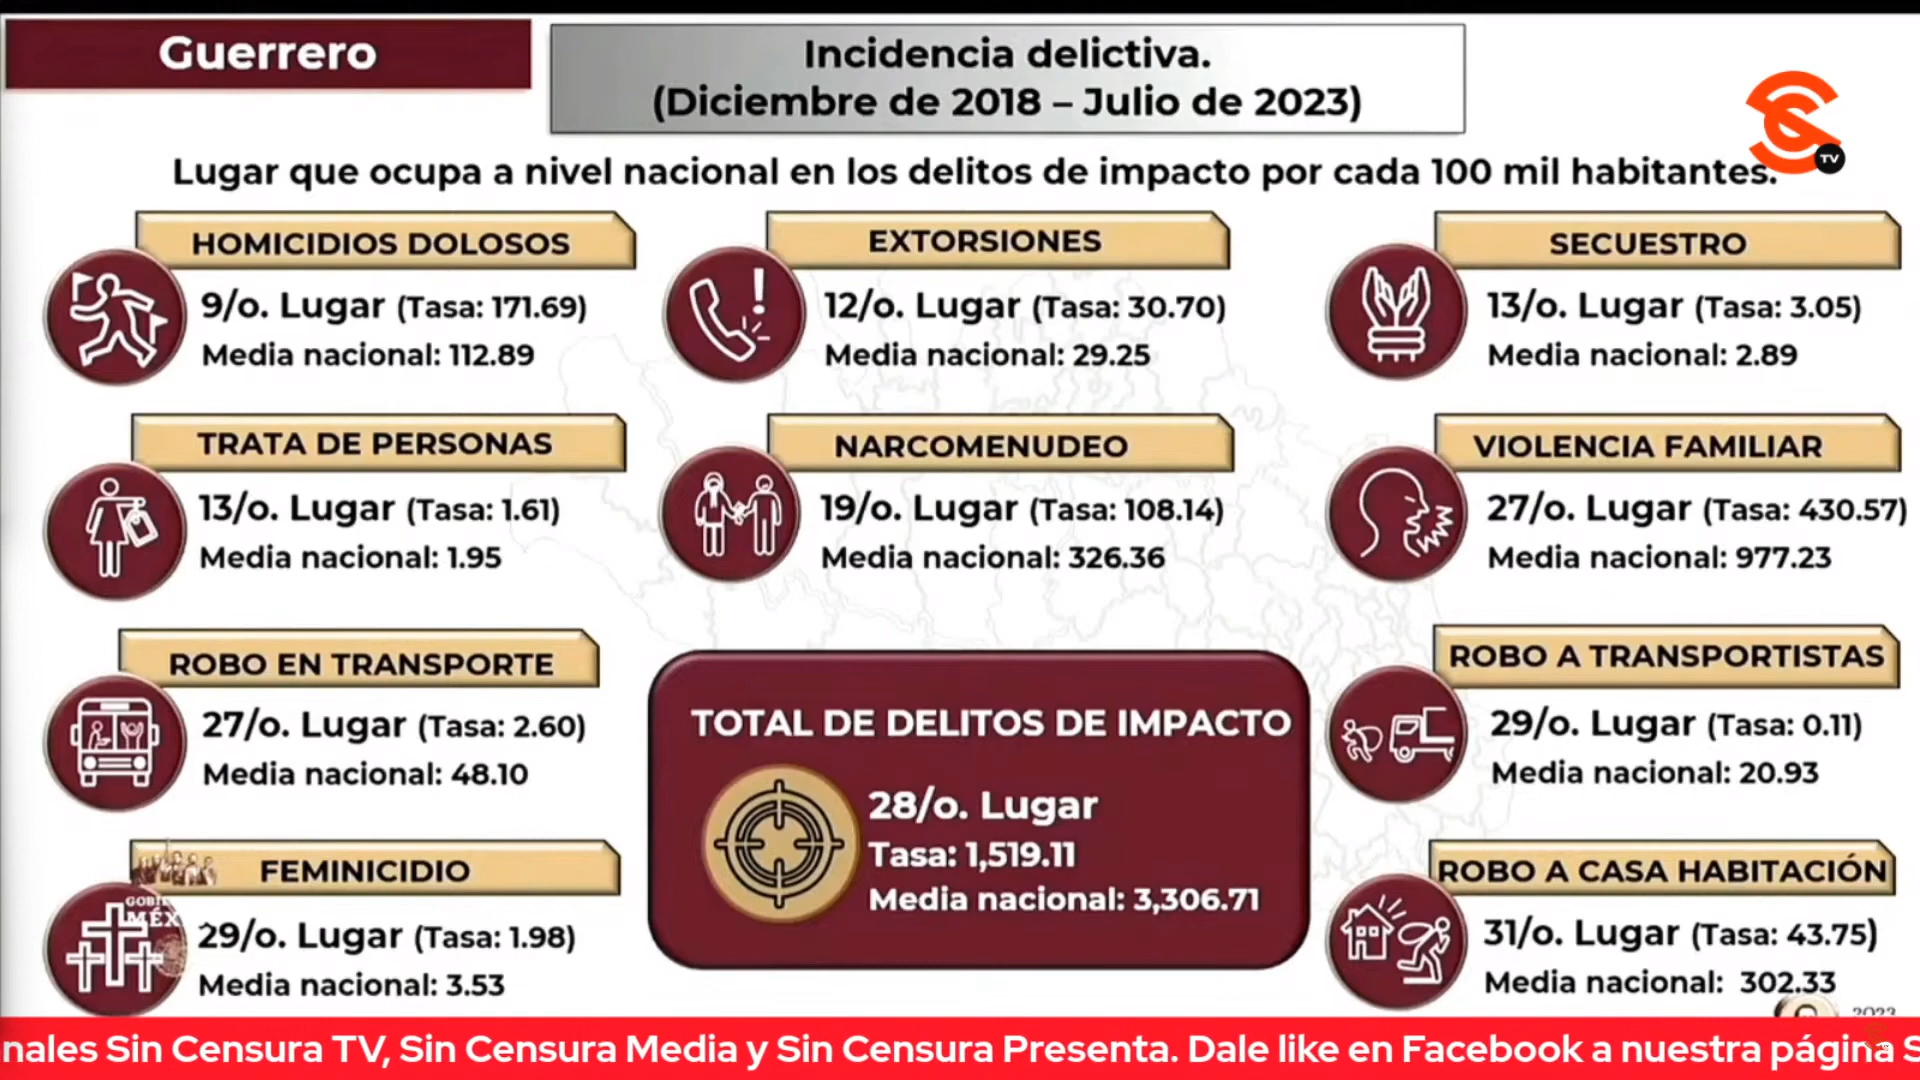 Guerrero
Incidencia delictiva.
(Diciembre de 2018 – Julio de 2023)
TV
Lugar que ocupa a nivel nacional en los delitos de impacto por cada 100 mil habitantes.
HOMICIDIOS DOLOSOS
9/o. Lugar (Tasa: 171.69)
Media nacional: 112.89
EXTORSIONES
12/o. Lugar (Tasa: 30.70)
Media nacional: 29.25
SECUESTRO
13/o. Lugar (Tasa: 3.05)
Media nacional: 2.89
TRATA DE PERSONAS
13/o. Lugar (Tasa: 1.61)
Media nacional: 1.95
NARCOMENUDEO
19/o. Lugar (Tasa: 108.14)
Media nacional: 326.36
VIOLENCIA FAMILIAR
27/o. Lugar (Tasa: 430.57)
Media nacional: 977.23
ROBO EN TRANSPORTE
27/o. Lugar (Tasa: 2.60)
Media nacional: 48.10
TOTAL DE DELITOS DE IMPACTO
28/o. Lugar
Tasa: 1,519.11
Media nacional: 3,306.71
ROBO A TRANSPORTISTAS
29/o. Lugar (Tasa: 0.11)
Media nacional: 20.93
FEMINICIDIO
29/o. Lugar (Tasa: 1.98)
Media nacional: 3.53
ROBO A CASA HABITACIÓN
31/o. Lugar (Tasa: 43.75)
Media nacional: 302.33
nales Sin Censura TV, Sin Censura Media y Sin Censura Presenta. Dale like en Facebook a nuestra página S